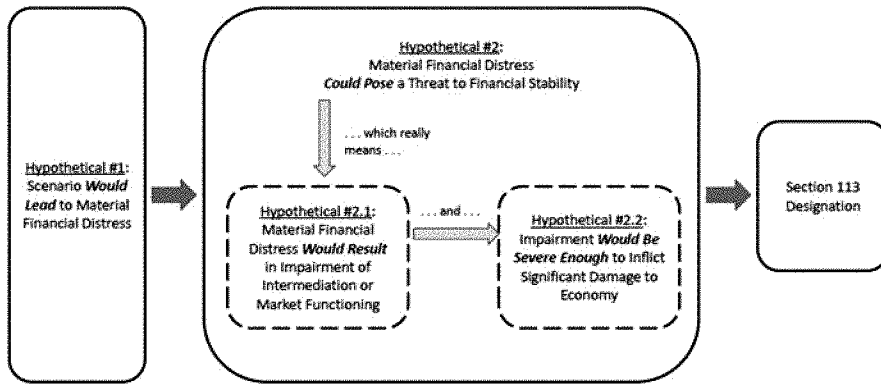 Hypothetical #1:
Scenario Would
Lead to Material
Financial Distress
Hypothetical #2:
Material Financial Distress
Could Pose a Threat to Financial Stability
. . . which really
means . . .
Hypothetical #2.1:
Material Financial
Distress Would Result
in Impairment of
Intermediation or
Market Functioning
. . . and . . .
Hypothetical #2.2:
Impairment Would Be
Severe Enough to Inflict
Significant Damage to
Economy
Section 113
Designation